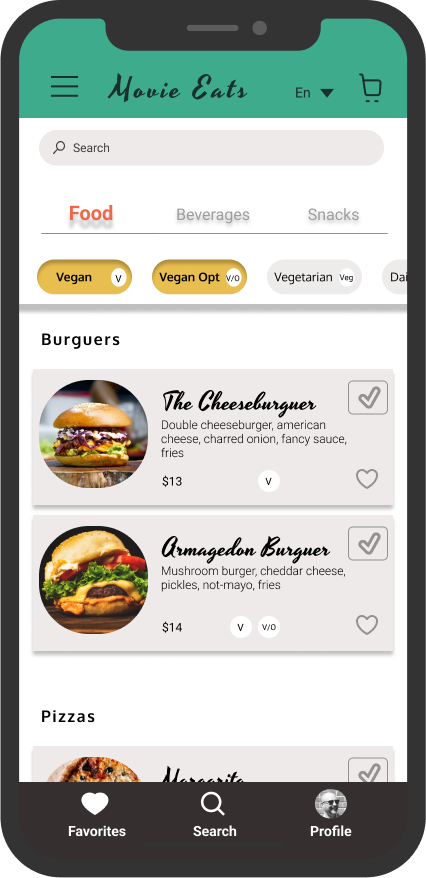 Movie Eats
En
Search
Food Beverages Snacks
Vegan V Vegan Opt V/O Vegetarian Veg Dai
Burguers
The Cheeseburguer
Double cheeseburger, american
cheese, charred onion, fancy sauce,
fries
$13 V
Armagedon Burguer
Mushroom burger, cheddar cheese,
pickles, not-mayo, fries
$14 V V/O
Pizzas
Margarita
Favorites Search Profile